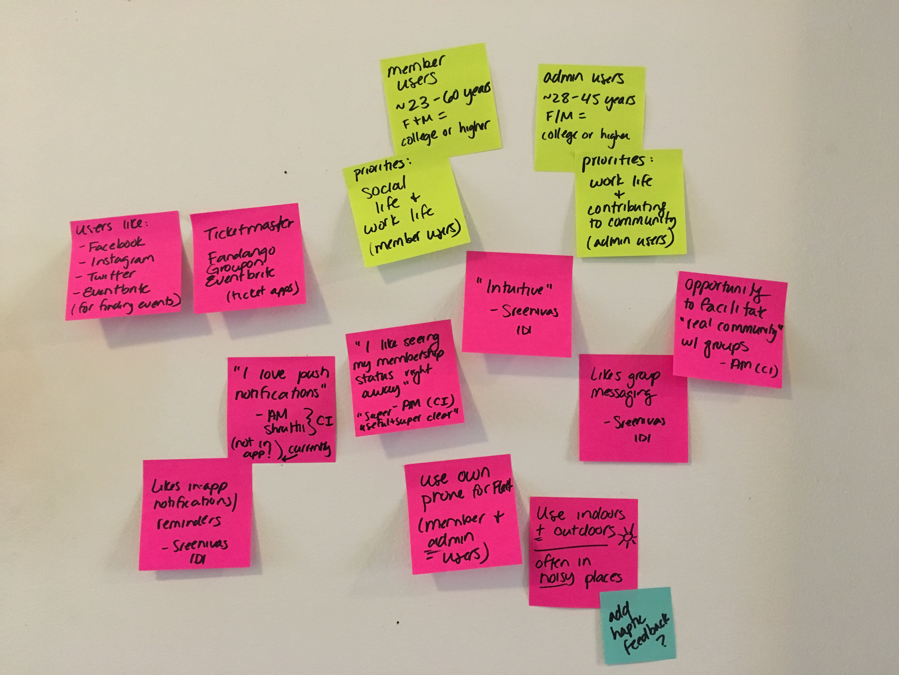 member
users
~23-60 years
F+M =
college or higher
admin users
~28-45 years
F/M =
college or higher
priorities:
social
life +
work life
(member users)
priorities:
work life
+
contributing
to community
(admin users)
users like:
- Facebook
- Instagram
- Twitter
- Eventbrite
(for finding events)
Ticketmaster
Fandango
Groupon
Eventbrite
(ticket apps)
"Intuitive"
- Sreenivas
IDI
Opportunity
to facilitat
"real community"
w/ groups
- AM (CI)
"I love push
notifications"
- AM
Shruthi } CI
(not in app?) currently
"I like seeing
my membership
status right
away"
- AM (CI)
"super
useful + super clear"
Likes group
messaging
- Sreenivas
IDI
Likes in-app
notifications/
reminders
- Sreenivas
IDI
use own
phone for
(member +
admin
users)
Use indoors
+ outdoors
often in
noisy places
add
haptic
feedback
?